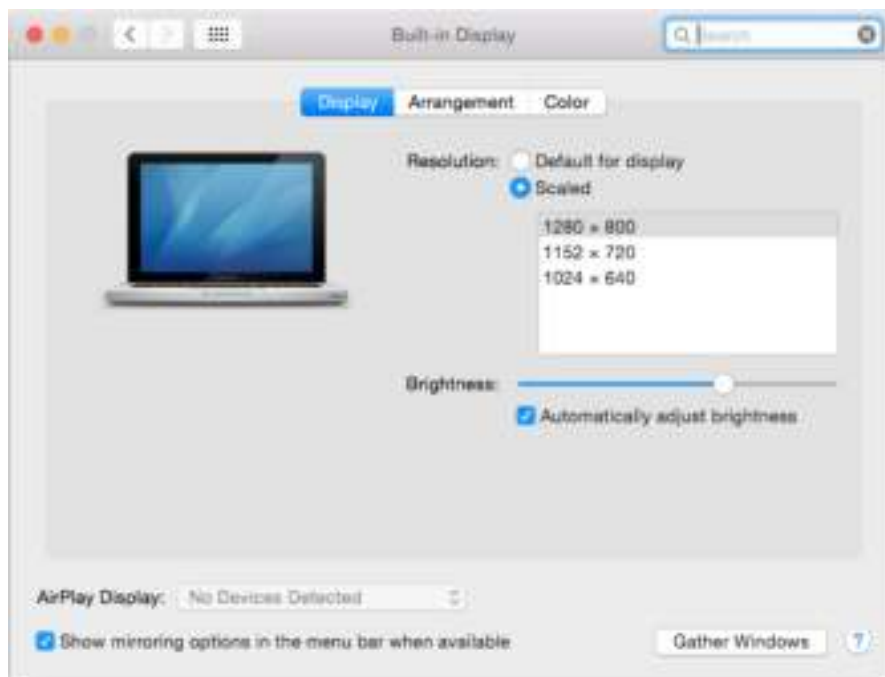 Built-in Display
Search
Display Arrangement Color
Resolution: Default for display
Scaled
1280 × 800
1152 × 720
1024 × 640
Brightness:
Automatically adjust brightness
AirPlay Display: No Devices Detected
Show mirroring options in the menu bar when available
Gather Windows ?